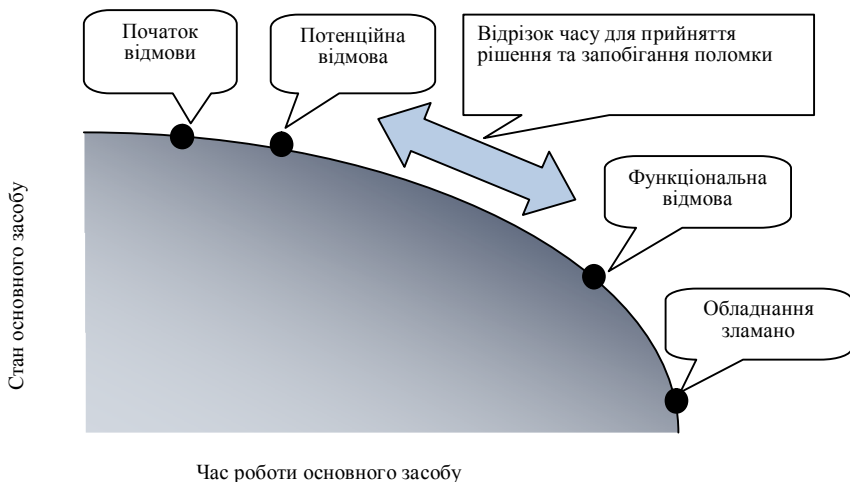 Початок
відмови
Потенційна
відмова
Відрізок часу для прийняття
рішення та запобігання поломки
Функціональна
відмова
Обладнання
зламано
Стан основного засобу
Час роботи основного засобу